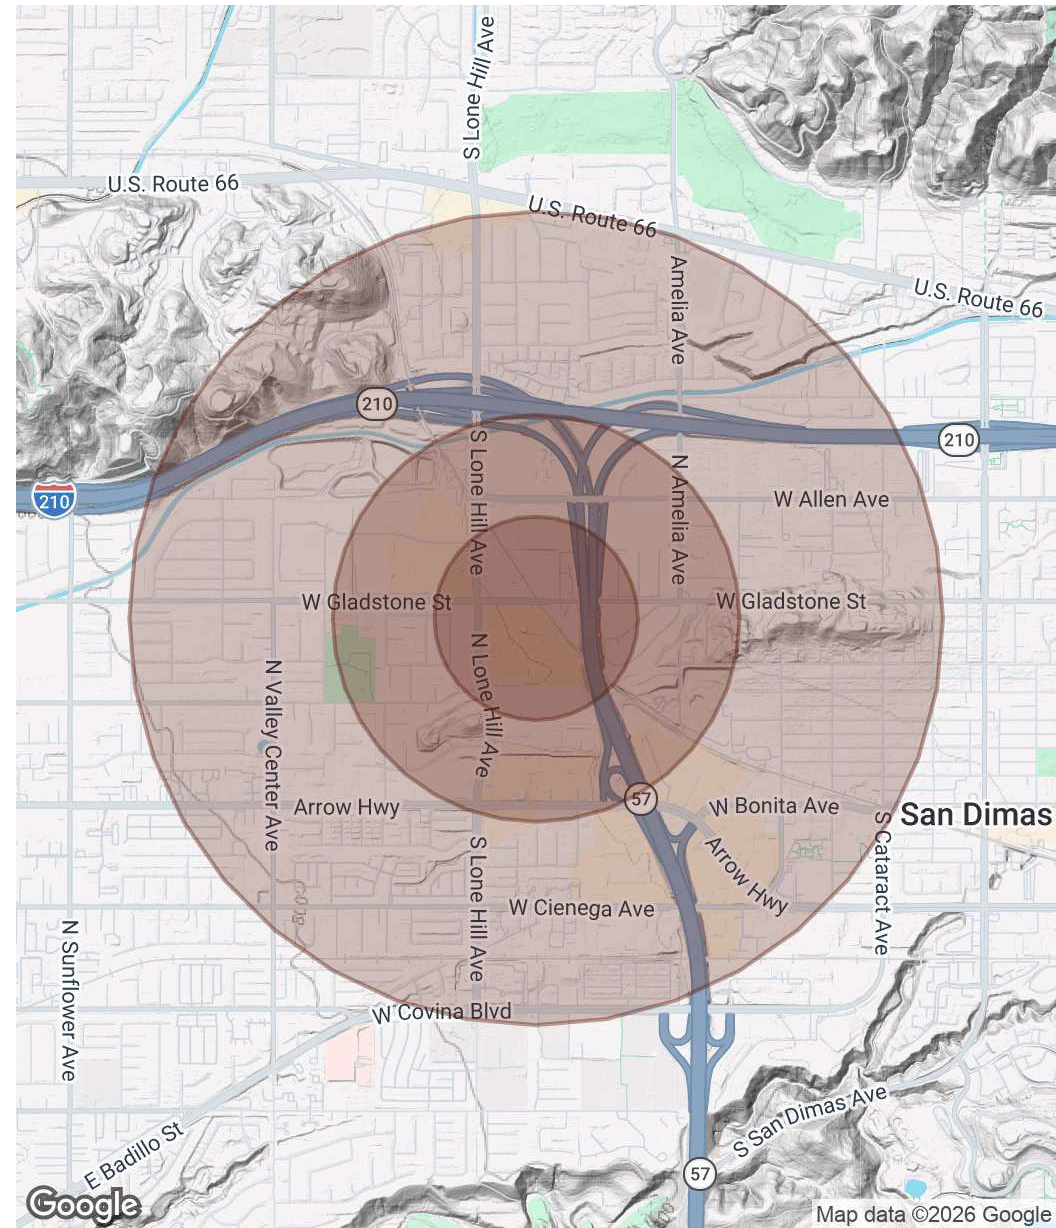 S Lone Hill Ave
U.S. Route 66
U.S. Route 66
Amelia Ave
U.S. Route 66
210
210
210
S Lone Hill Ave
N Amelia Ave
W Allen Ave
W Gladstone St
W Gladstone St
N Lone Hill Ave
N Valley Center Ave
57
Arrow Hwy
W Bonita Ave
San Dimas
S Cataract Ave
Arrow Hwy
S Lone Hill Ave
W Cienega Ave
N Sunflower Ave
W Covina Blvd
E Badillo St
S San Dimas Ave
57
Google
Map data ©2026 Google